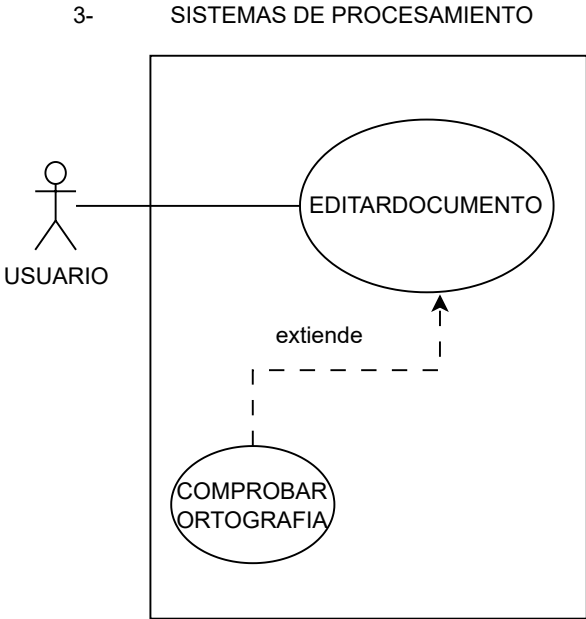 3- SISTEMAS DE PROCESAMIENTO
EDITARDOCUMENTO
USUARIO
extiende
COMPROBAR
ORTOGRAFIA